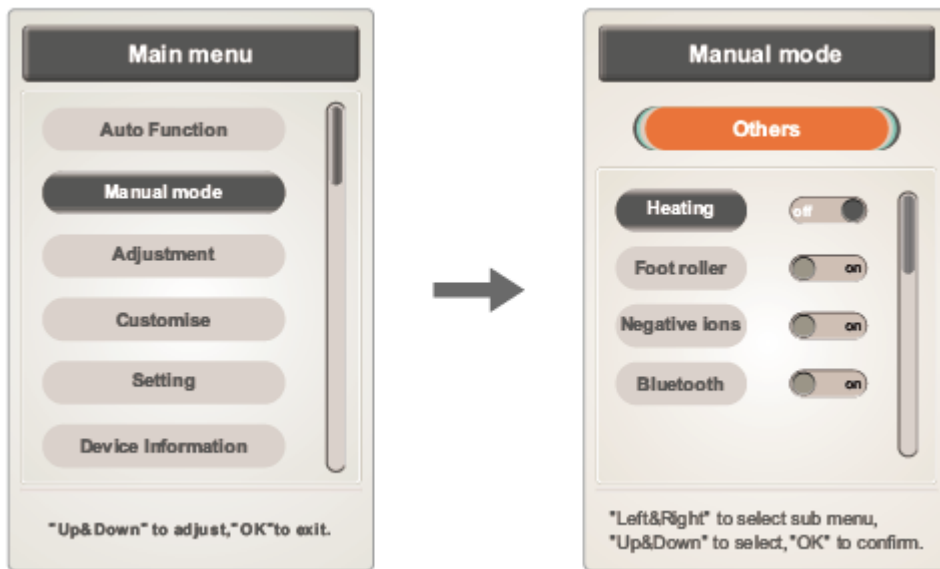 Main menu
Auto Function
Manual mode
Adjustment
Customise
Setting
Device Information
"Up&Down" to adjust,"OK"to exit.
Manual mode
Others
Heating off
Foot roller on
Negative ions on
Bluetooth on
"Left&Right" to select sub menu,
"Up&Down" to select,"OK" to confirm.